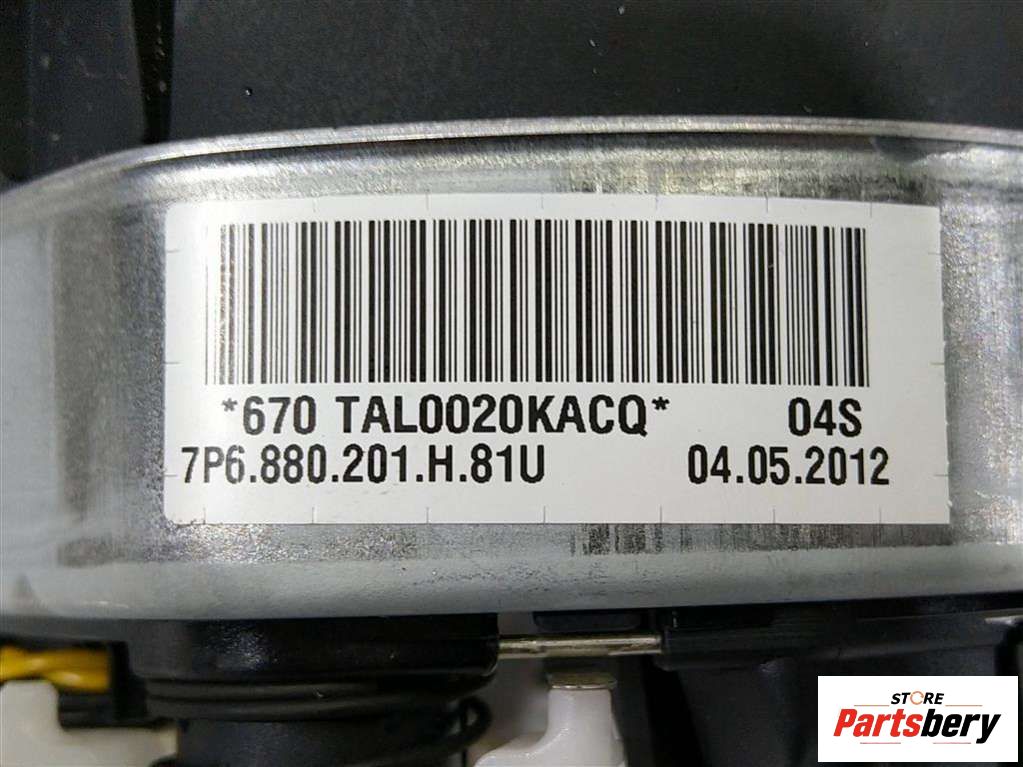 *670 TAL0020KACQ* 04S
7P6.880.201.H.81U 04.05.2012
STORE
Partsbery